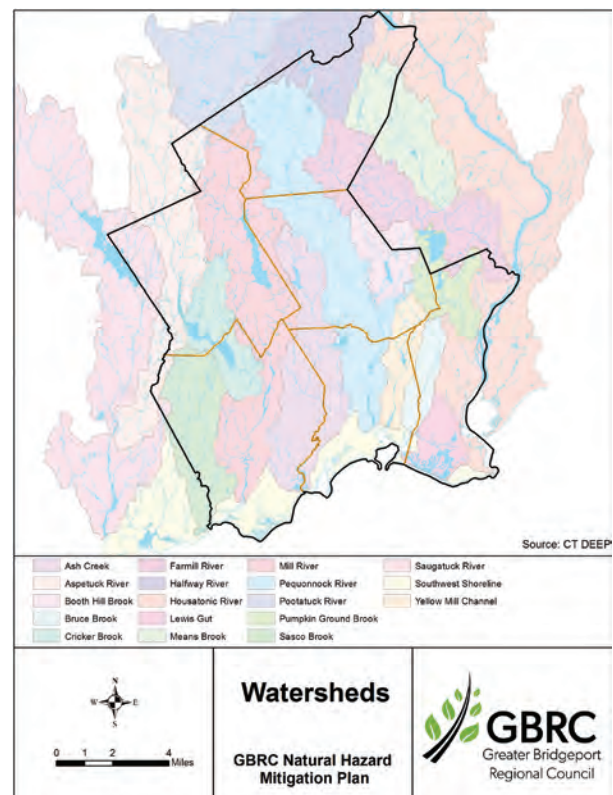 Source: CT DEEP
Ash Creek
Aspetuck River
Booth Hill Brook
Bruce Brook
Cricker Brook
Farmill River
Halfway River
Housatonic River
Lewis Gut
Means Brook
Mill River
Pequonnock River
Pootatuck River
Pumpkin Ground Brook
Sasco Brook
Saugatuck River
Southwest Shoreline
Yellow Mill Channel
N
W E
S
0 1 2 4
Miles
Watersheds
GBRC Natural Hazard
Mitigation Plan
GBRC
Greater Bridgeport
Regional Council